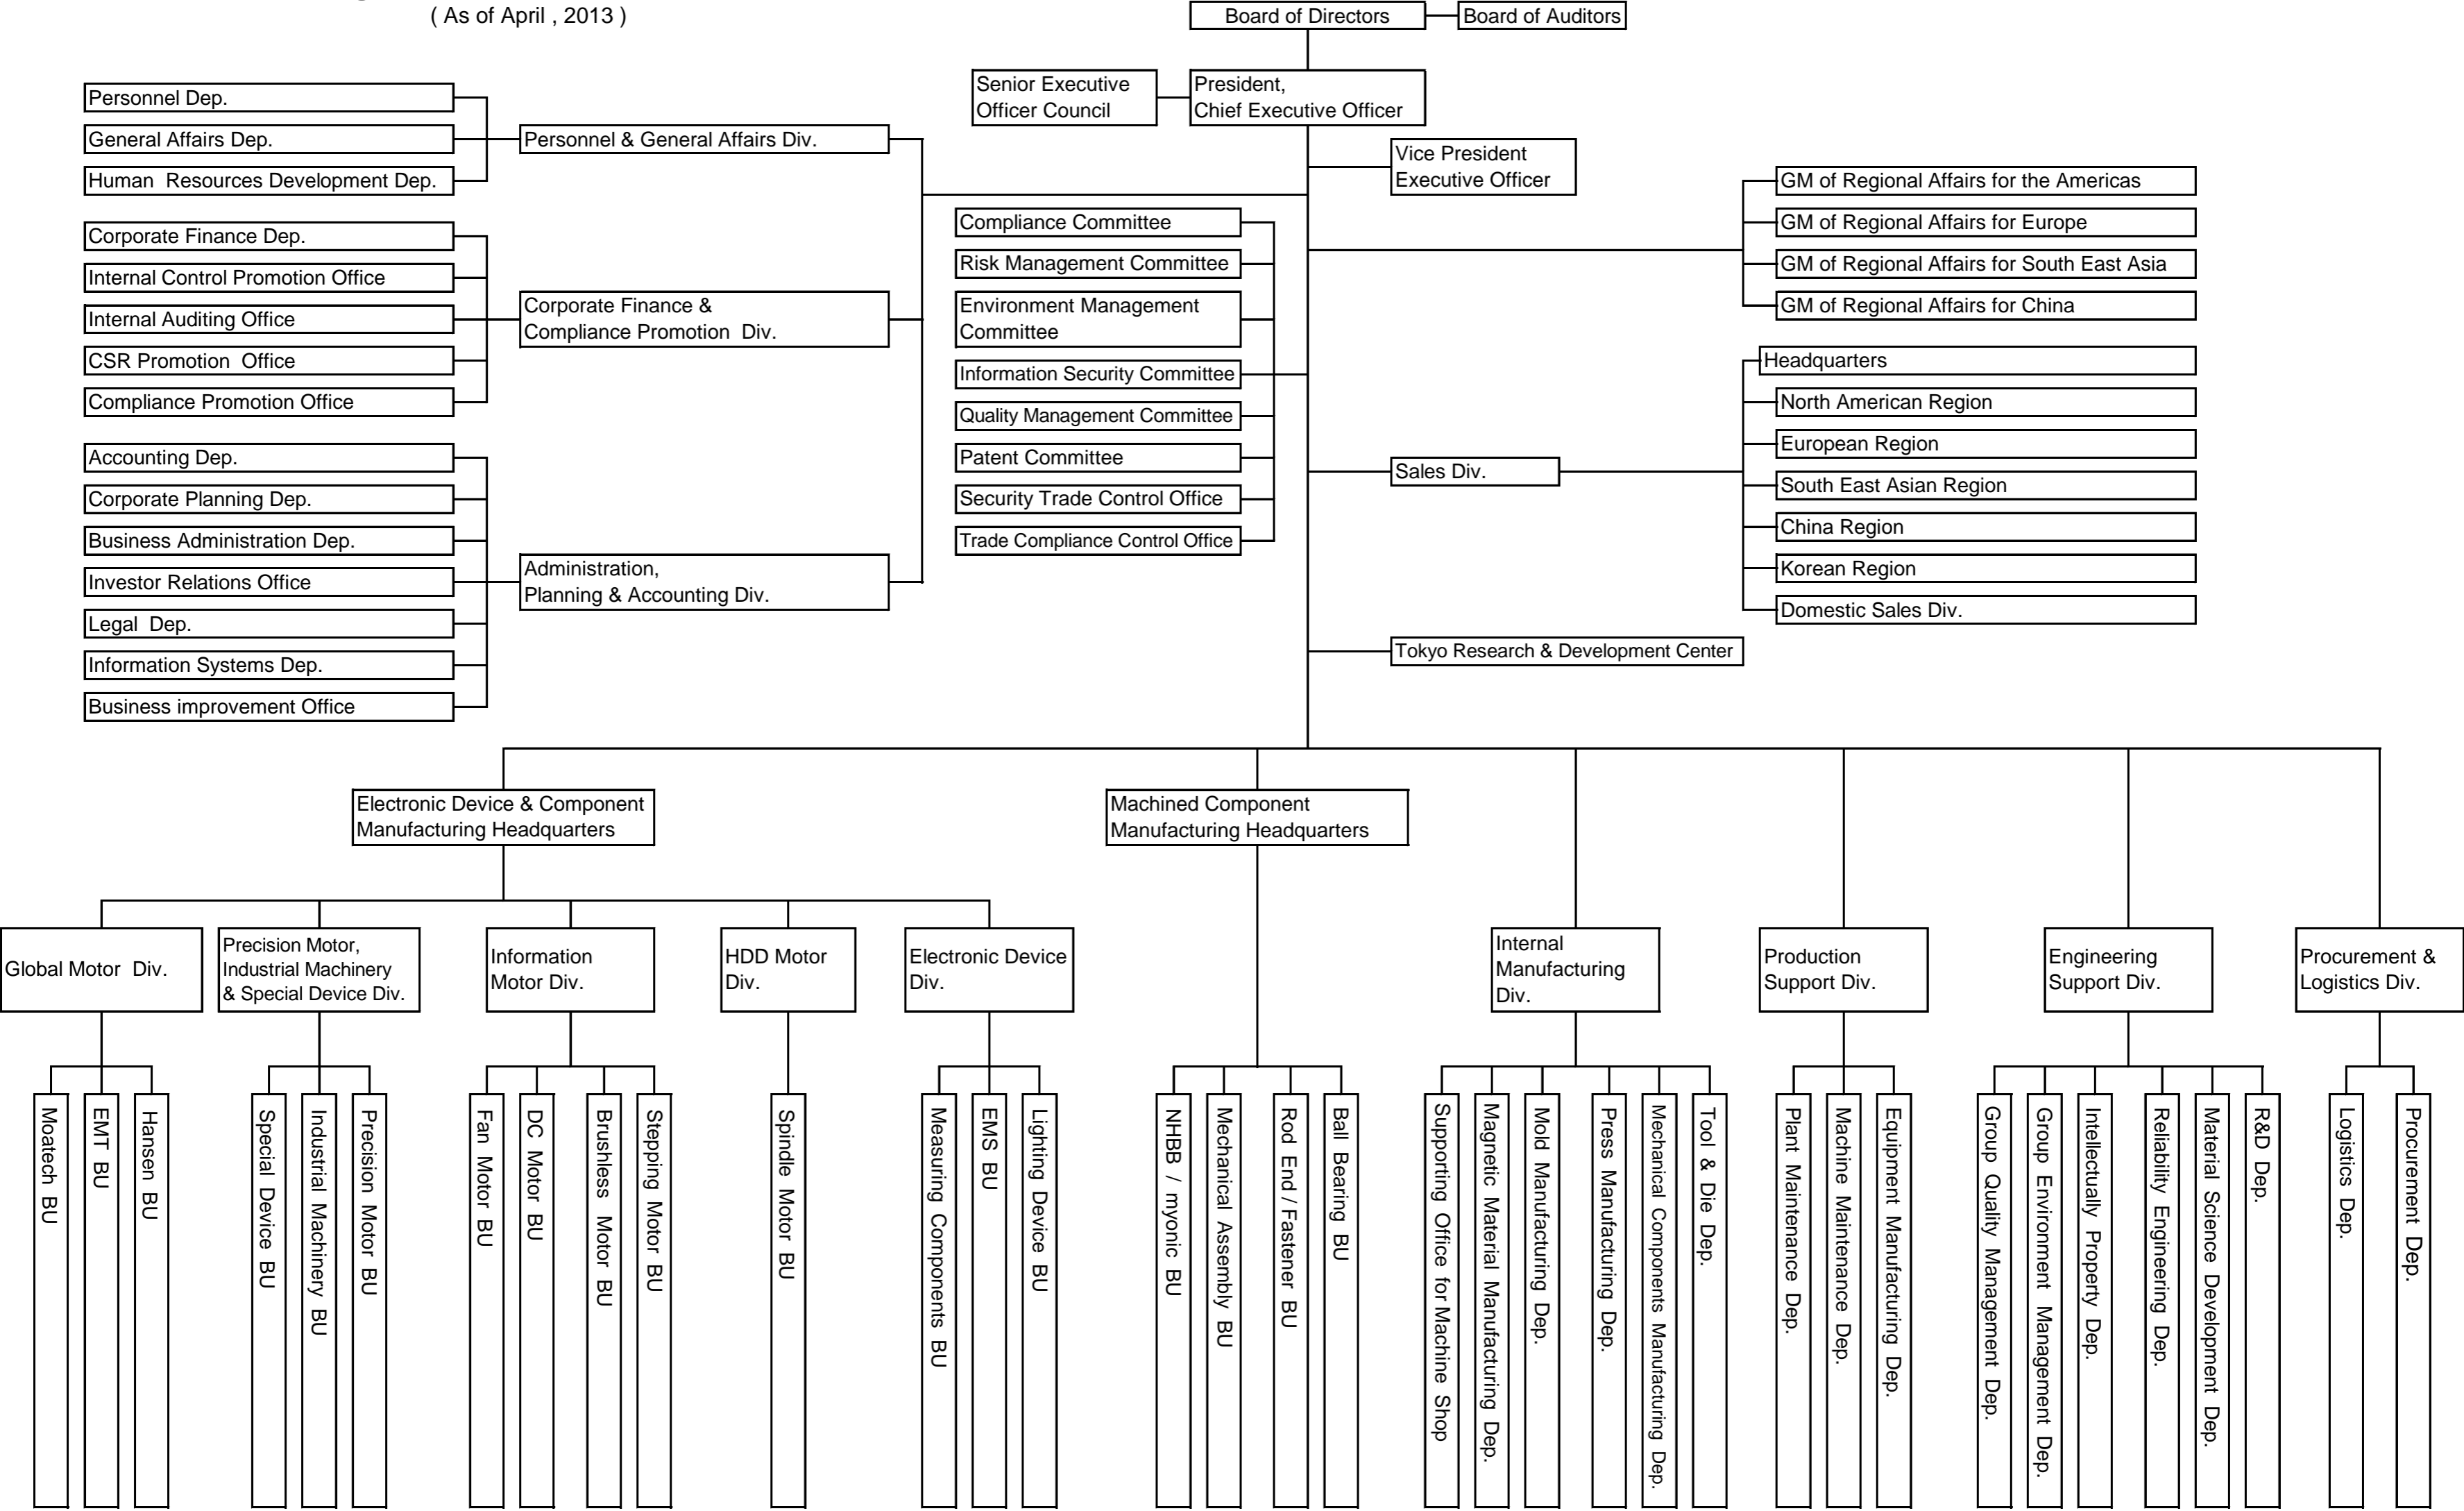 ( As of April , 2013 )
Board of Directors
Board of Auditors
Senior Executive
Officer Council
President,
Chief Executive Officer
Vice President
Executive Officer
Personnel Dep.
General Affairs Dep.
Human Resources Development Dep.
Personnel & General Affairs Div.
Corporate Finance Dep.
Internal Control Promotion Office
Internal Auditing Office
CSR Promotion Office
Compliance Promotion Office
Corporate Finance &
Compliance Promotion Div.
Accounting Dep.
Corporate Planning Dep.
Business Administration Dep.
Investor Relations Office
Legal Dep.
Information Systems Dep.
Business improvement Office
Administration,
Planning & Accounting Div.
Compliance Committee
Risk Management Committee
Environment Management
Committee
Information Security Committee
Quality Management Committee
Patent Committee
Security Trade Control Office
Trade Compliance Control Office
GM of Regional Affairs for the Americas
GM of Regional Affairs for Europe
GM of Regional Affairs for South East Asia
GM of Regional Affairs for China
Sales Div.
Headquarters
North American Region
European Region
South East Asian Region
China Region
Korean Region
Domestic Sales Div.
Tokyo Research & Development Center
Electronic Device & Component
Manufacturing Headquarters
Machined Component
Manufacturing Headquarters
Global Motor Div.
Precision Motor,
Industrial Machinery
& Special Device Div.
Information
Motor Div.
HDD Motor
Div.
Electronic Device
Div.
Internal
Manufacturing
Div.
Production
Support Div.
Engineering
Support Div.
Procurement &
Logistics Div.
Moatech BU
EMT BU
Hansen BU
Special Device BU
Industrial Machinery BU
Precision Motor BU
Fan Motor BU
DC Motor BU
Brushless Motor BU
Stepping Motor BU
Spindle Motor BU
Measuring Components BU
EMS BU
Lighting Device BU
NHBB / myonic BU
Mechanical Assembly BU
Rod End / Fastener BU
Ball Bearing BU
Supporting Office for Machine Shop
Magnetic Material Manufacturing Dep.
Mold Manufacturing Dep.
Press Manufacturing Dep.
Mechanical Components Manufacturing Dep.
Tool & Die Dep.
Plant Maintenance Dep.
Machine Maintenance Dep.
Equipment Manufacturing Dep.
Group Quality Management Dep.
Group Environment Management Dep.
Intellectually Property Dep.
Reliability Engineering Dep.
Material Science Development Dep.
R&D Dep.
Logistics Dep.
Procurement Dep.